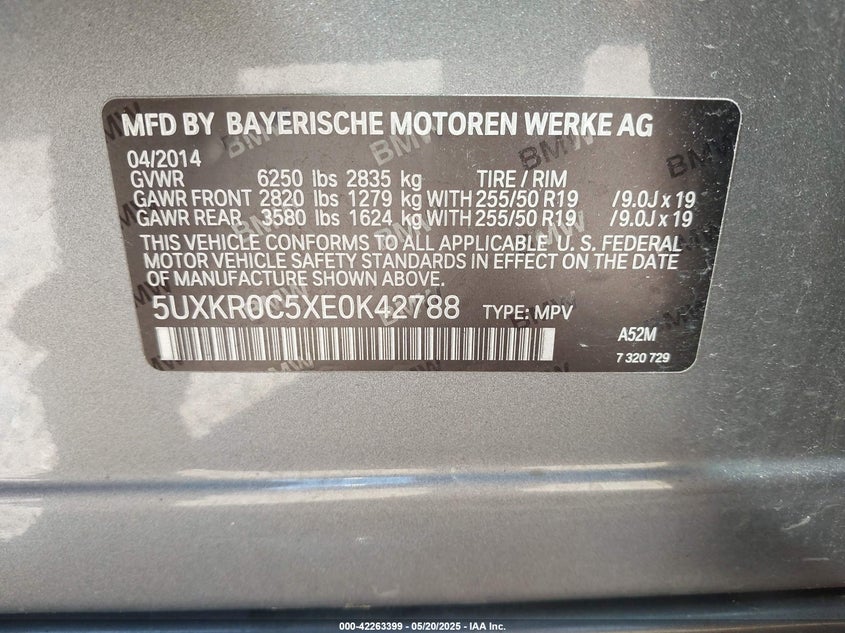 MFD BY BAYERISCHE MOTOREN WERKE AG
04/2014
GVWR 6250 lbs 2835 kg TIRE / RIM
GAWR FRONT 2820 lbs 1279 kg WITH 255/50 R19 /9.0J x 19
GAWR REAR 3580 lbs 1624 kg WITH 255/50 R19 /9.0J x 19
THIS VEHICLE CONFORMS TO ALL APPLICABLE U. S. FEDERAL
MOTOR VEHICLE SAFETY STANDARDS IN EFFECT ON THE DATE
OF MANUFACTURE SHOWN ABOVE.
5UXKR0C5XE0K42788 TYPE: MPV
A52M
7 320 729
000-42263399 - 05/20/2025 - IAA Inc.